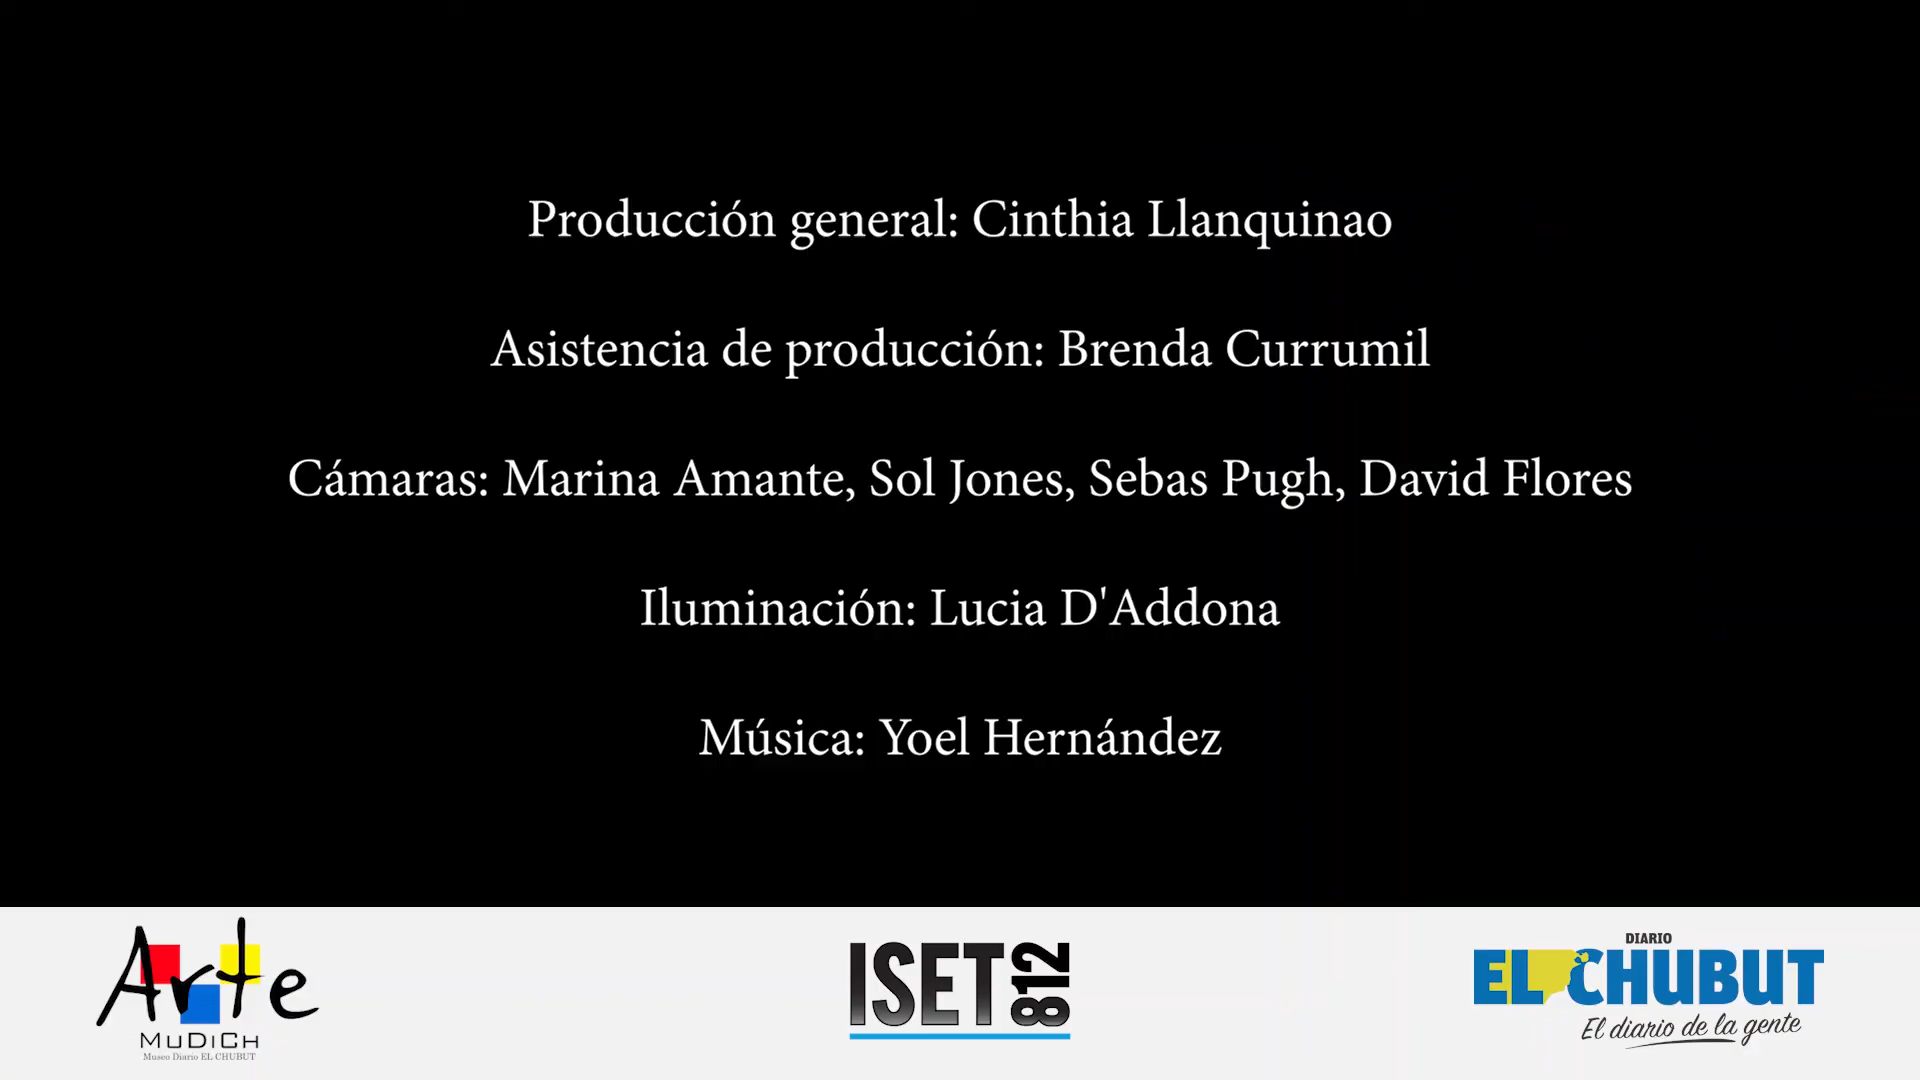 Producción general: Cinthia Llanquinao
Asistencia de producción: Brenda Currumil
Cámaras: Marina Amante, Sol Jones, Sebas Pugh, David Flores
Iluminación: Lucia D'Addona
Música: Yoel Hernández
Arte
MUDICH
Museo Diario EL CHUBUT
ISET 812
DIARIO
EL CHUBUT
El diario de la gente